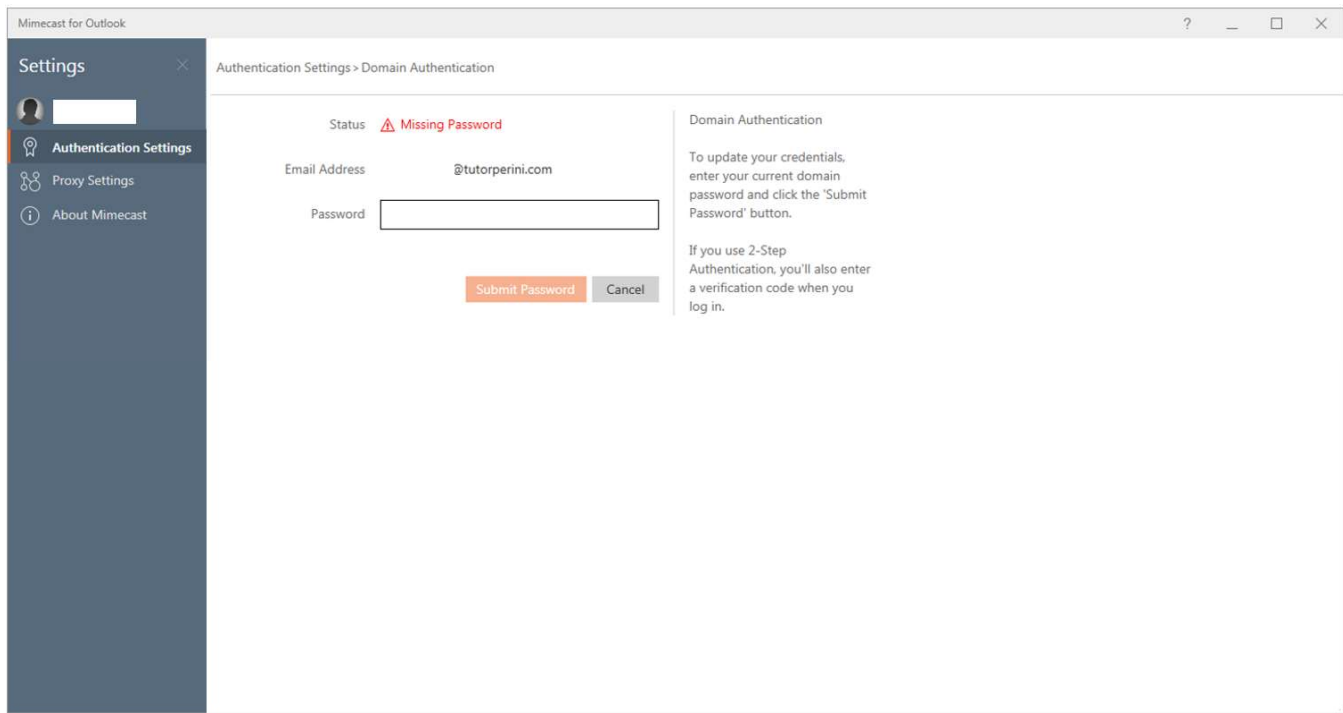 Mimecast for Outlook
?
Settings
Authentication Settings > Domain Authentication
Authentication Settings
Proxy Settings
About Mimecast
Status Missing Password
Email Address @tutorperini.com
Password
Submit Password Cancel
Domain Authentication
To update your credentials,
enter your current domain
password and click the 'Submit
Password' button.
If you use 2-Step
Authentication, you'll also enter
a verification code when you
log in.